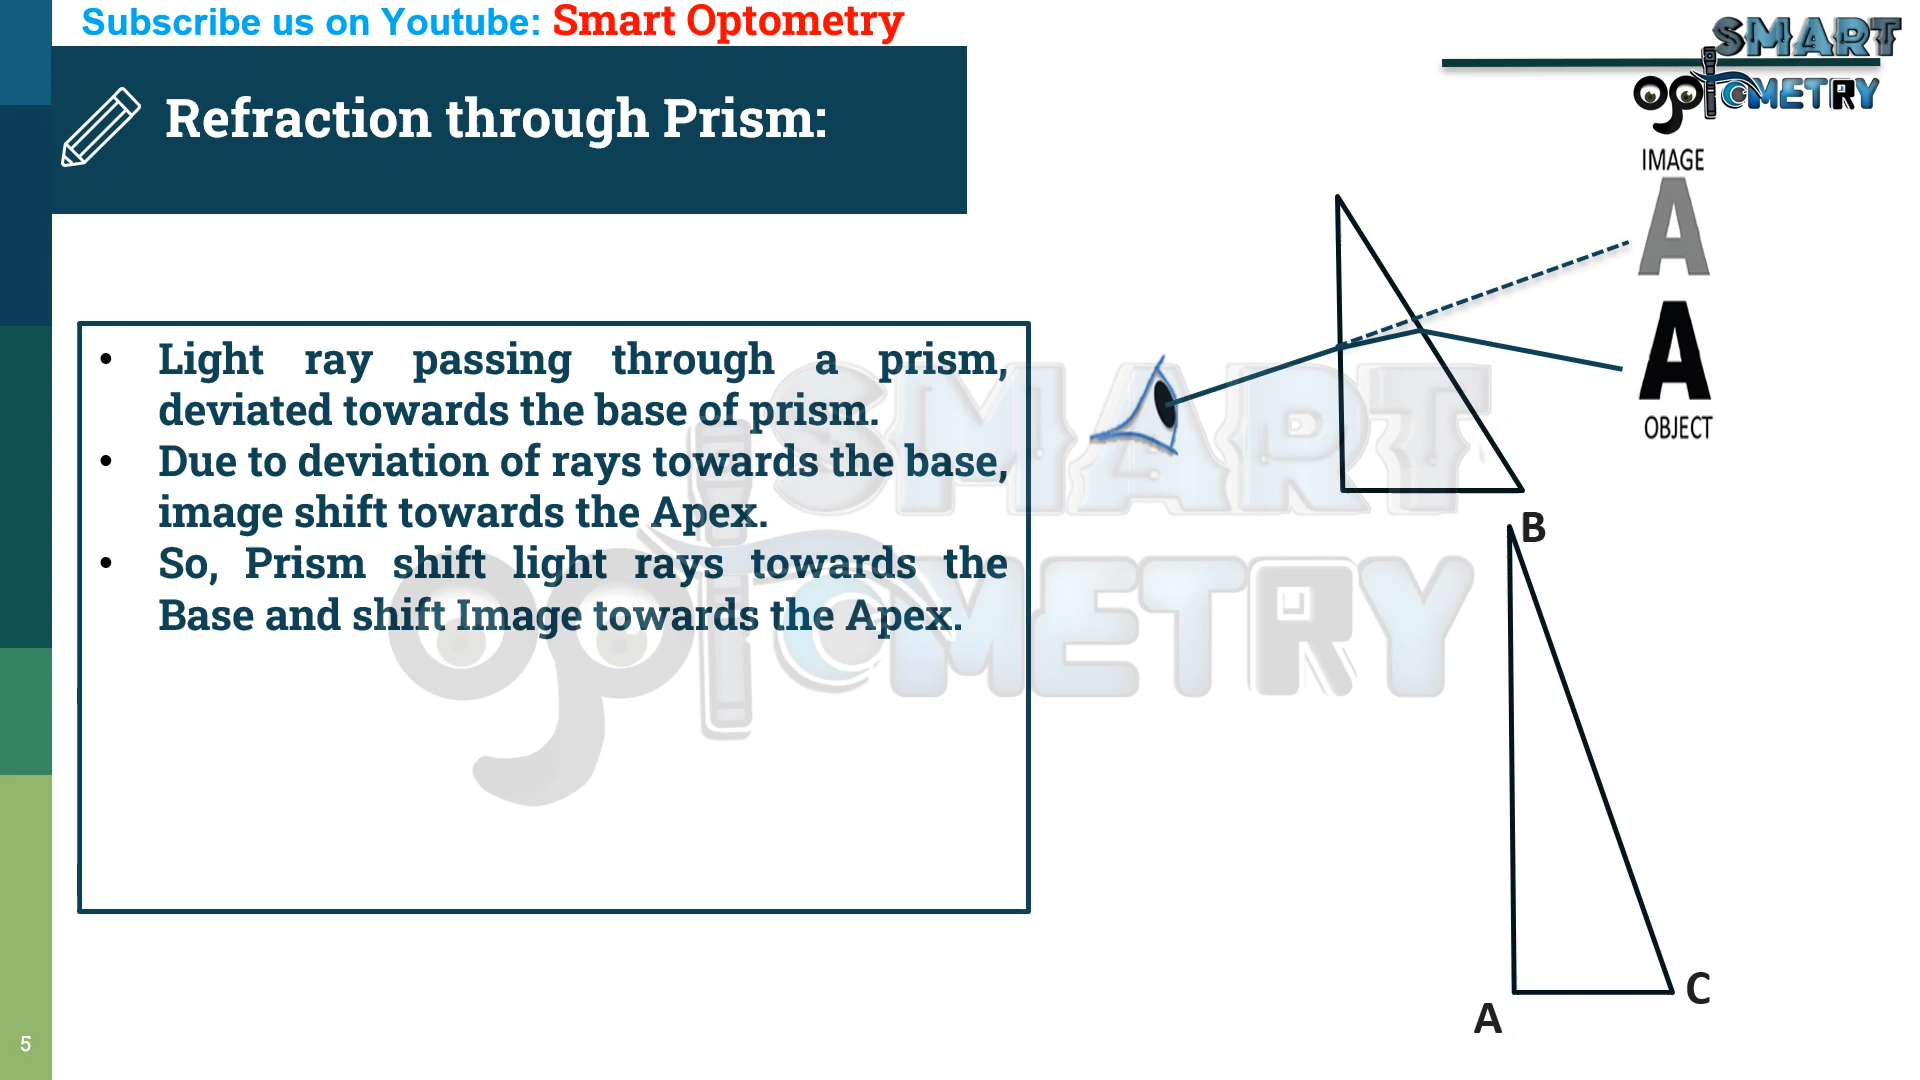 Subscribe us on Youtube: Smart Optometry
SMART
OptOMETRY
Refraction through Prism:
IMAGE
A
A
OBJECT
• Light ray passing through a prism,
deviated towards the base of prism.
• Due to deviation of rays towards the base,
image shift towards the Apex.
• So, Prism shift light rays towards the
Base and shift Image towards the Apex.
SMART
OptOMETRY
B
A
C
5